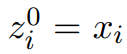 $z_i^0 = x_i$